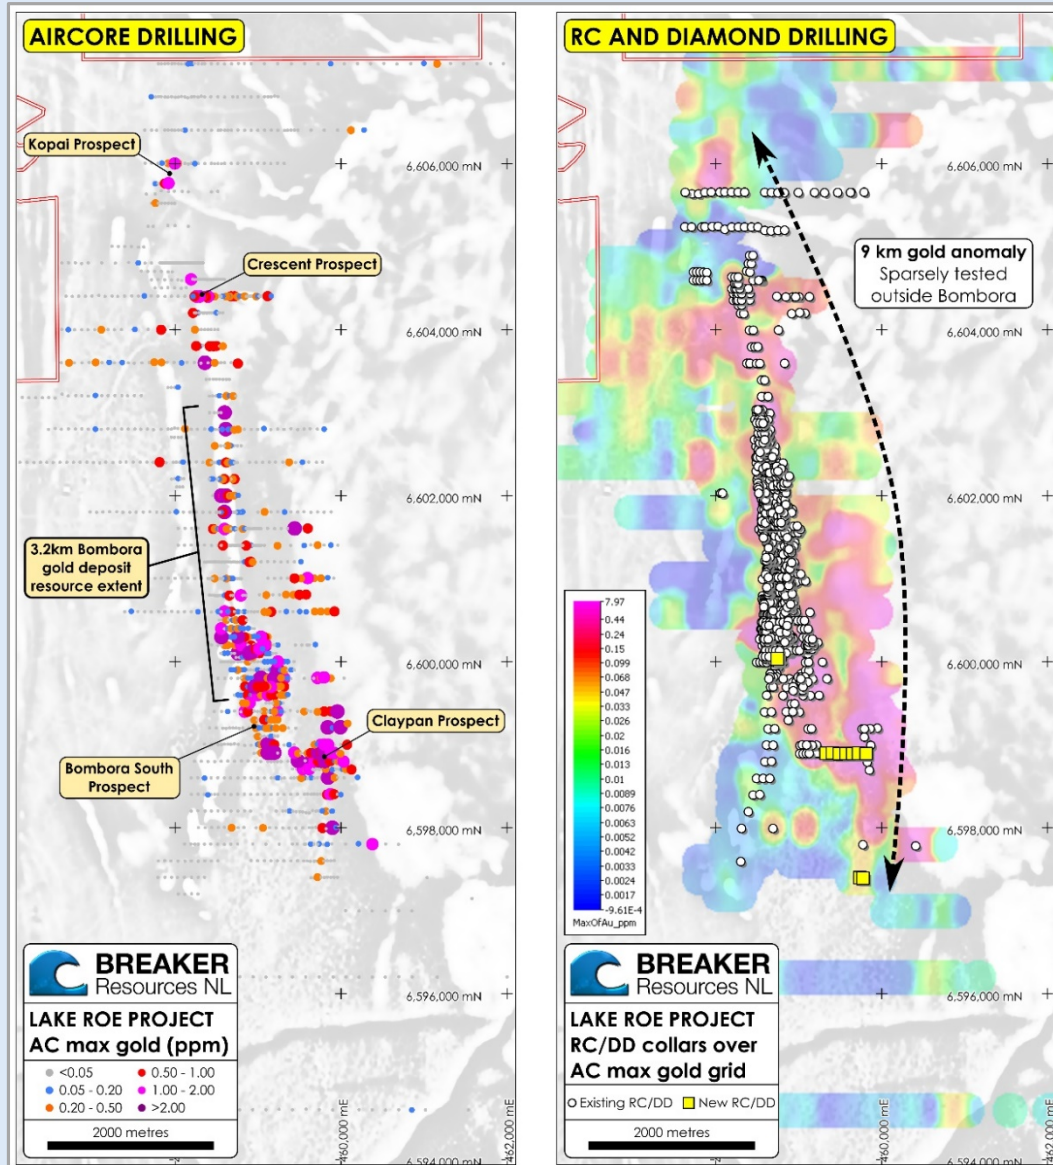 AIRCORE DRILLING
Kopai Prospect
6,606,000 mN
Crescent Prospect
6,604,000 mN
6,602,000 mN
3.2km Bombora
gold deposit
resource extent
6,600,000 mN
Claypan Prospect
Bombora South
Prospect
6,598,000 mN
BREAKER
Resources NL
6,596,000 mN
LAKE ROE PROJECT
AC max gold (ppm)
<0.05
0.50 - 1.00
0.05 - 0.20
1.00 - 2.00
0.20 - 0.50
>2.00
2000 metres
460,000 mE
462,000 mE
6,594,000 mN
RC AND DIAMOND DRILLING
6,606,000 mN
9 km gold anomaly
Sparsely tested
outside Bombora
6,604,000 mN
6,602,000 mN
7.97
0.44
0.24
0.15
0.099
0.068
0.047
0.033
0.026
0.02
0.016
0.013
0.01
0.0089
0.0076
0.0063
0.0052
0.0042
0.0033
0.0024
0.0017
-9.61E-4
MaxOfAu_ppm
6,600,000 mN
6,598,000 mN
BREAKER
Resources NL
6,596,000 mN
LAKE ROE PROJECT
RC/DD collars over
AC max gold grid
Existing RC/DD
New RC/DD
2000 metres
460,000 mE
462,000 mE
6,594,000 mN